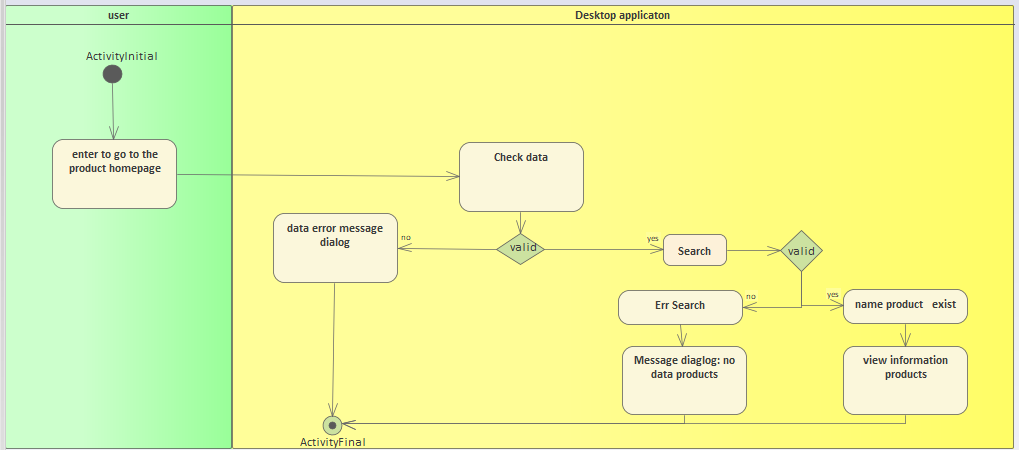 user
Desktop applicaton
ActivityInitial
enter to go to the
product homepage
Check data
data error message
dialog
no
valid
yes
Search
valid
Err Search
no
yes
name product exist
Message diaglog: no
data products
view information
products
ActivityFinal